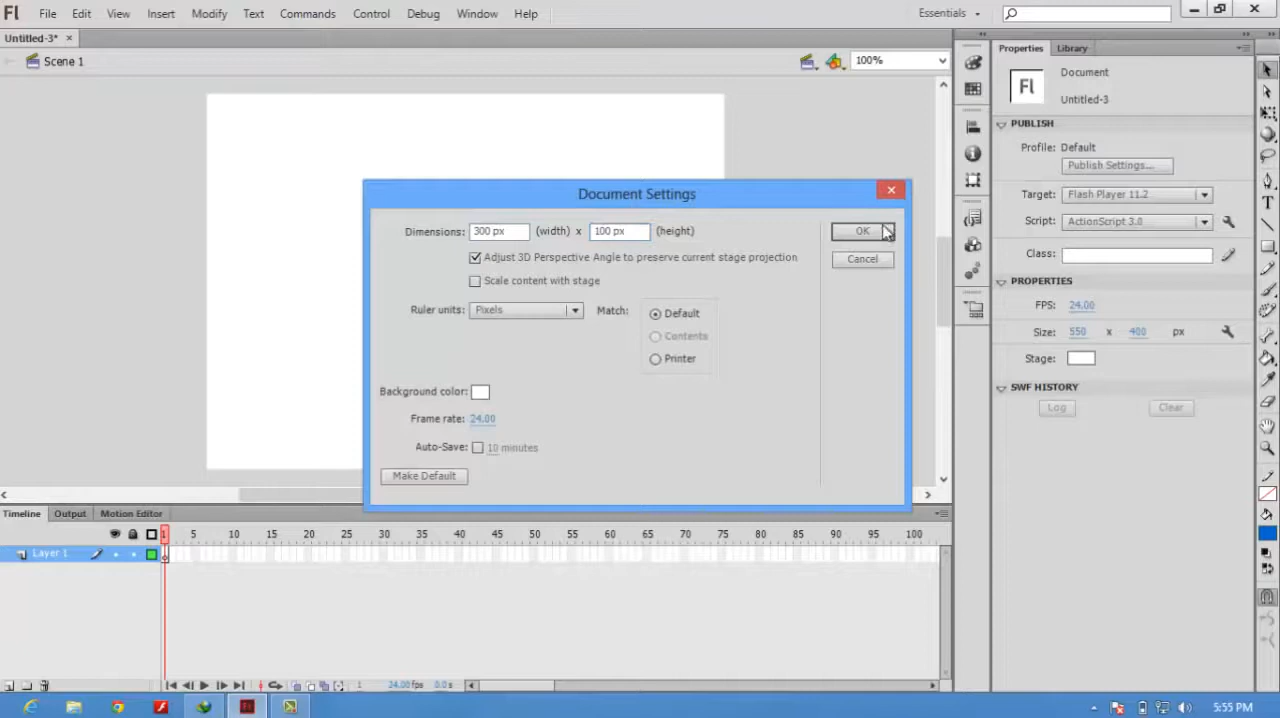 Fl File Edit View Insert Modify Text Commands Control Debug Window Help Essentials
Untitled-3* ×
Scene 1 100%
Properties Library
Fl Document
Untitled-3
PUBLISH
Profile: Default
Publish Settings...
Target: Flash Player 11.2
Script: ActionScript 3.0
Class:
PROPERTIES
FPS: 24.00
Size: 550 x 400 px
Stage:
SWF HISTORY
Log Clear
Document Settings
Dimensions: 300 px (width) x 100 px (height) OK
Adjust 3D Perspective Angle to preserve current stage projection Cancel
Scale content with stage
Ruler units: Pixels Match: Default
Contents
Printer
Background color:
Frame rate: 24.00
Auto-Save: 10 minutes
Make Default
Timeline Output Motion Editor
1 5 10 15 20 25 30 35 40 45 50 55 60 65 70 75 80 85 90 95 100
Layer 1
1 24.00fps 0.0s
5:55 PM